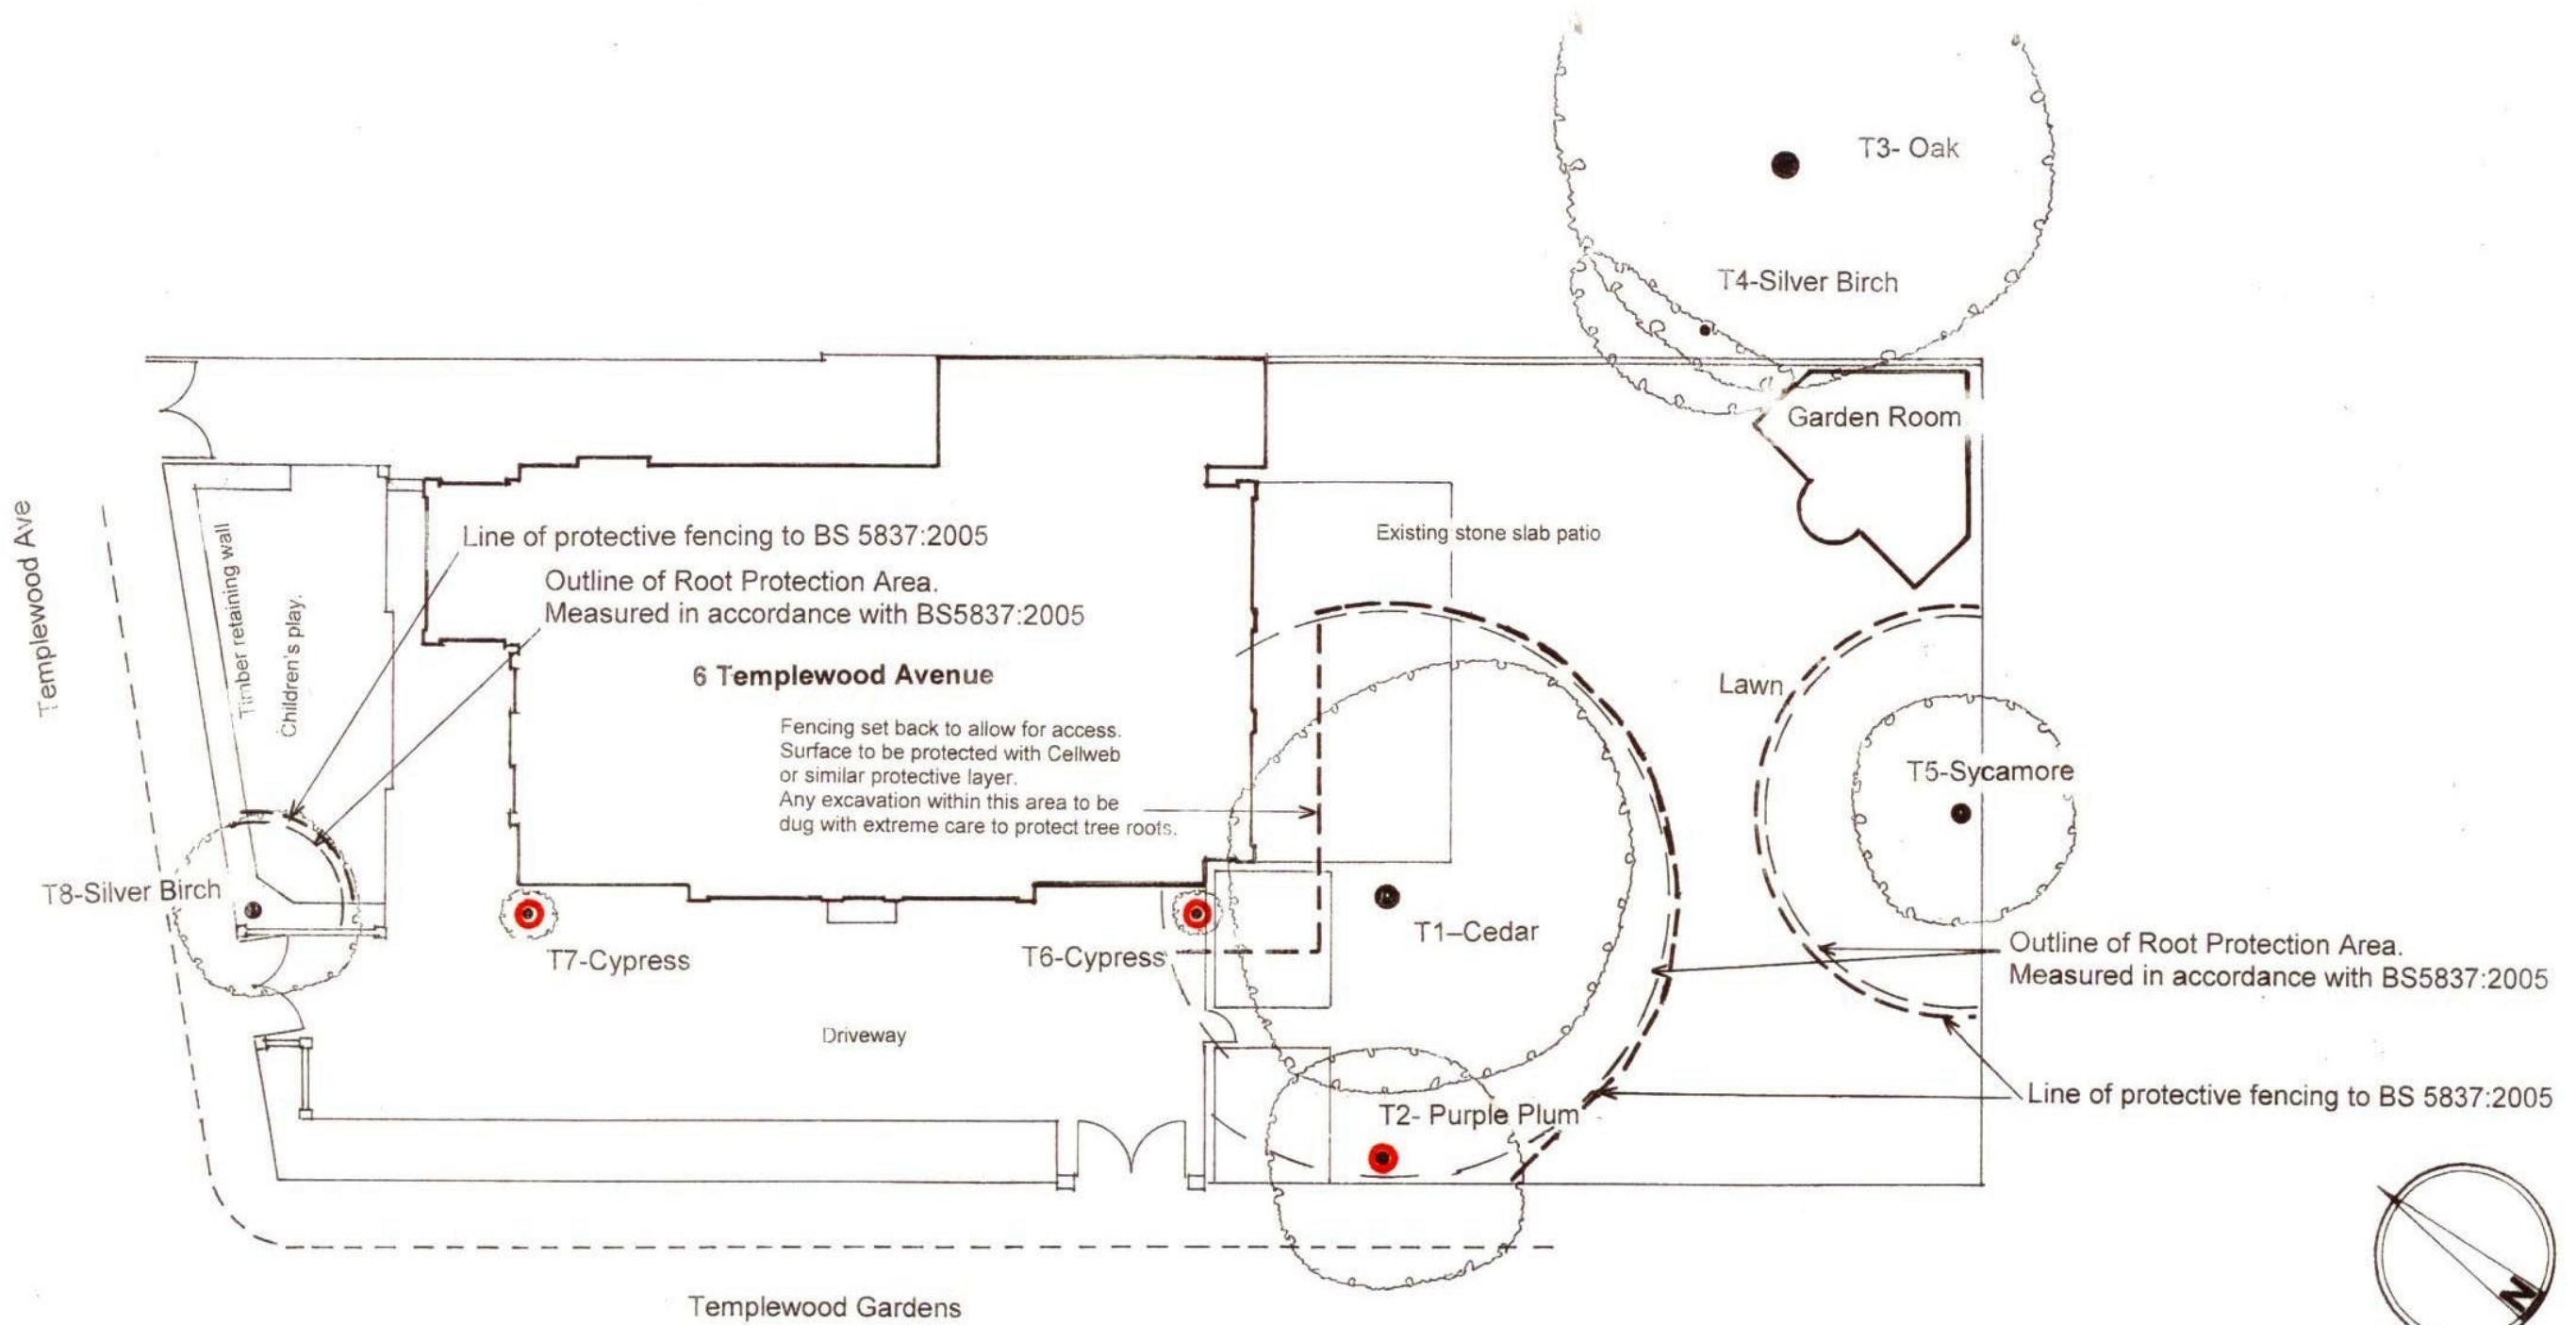 T3- Oak
T4-Silver Birch
Garden Room
Templewood Ave
Timber retaining wall
Children's play.
Line of protective fencing to BS 5837:2005
Outline of Root Protection Area.
Measured in accordance with BS5837:2005
Existing stone slab patio
6 Templewood Avenue
Fencing set back to allow for access.
Surface to be protected with Cellweb
or similar protective layer.
Any excavation within this area to be
dug with extreme care to protect tree roots.
Lawn
T5-Sycamore
T8-Silver Birch
T7-Cypress
T6-Cypress
T1–Cedar
Outline of Root Protection Area.
Measured in accordance with BS5837:2005
Driveway
T2- Purple Plum
Line of protective fencing to BS 5837:2005
Templewood Gardens
N